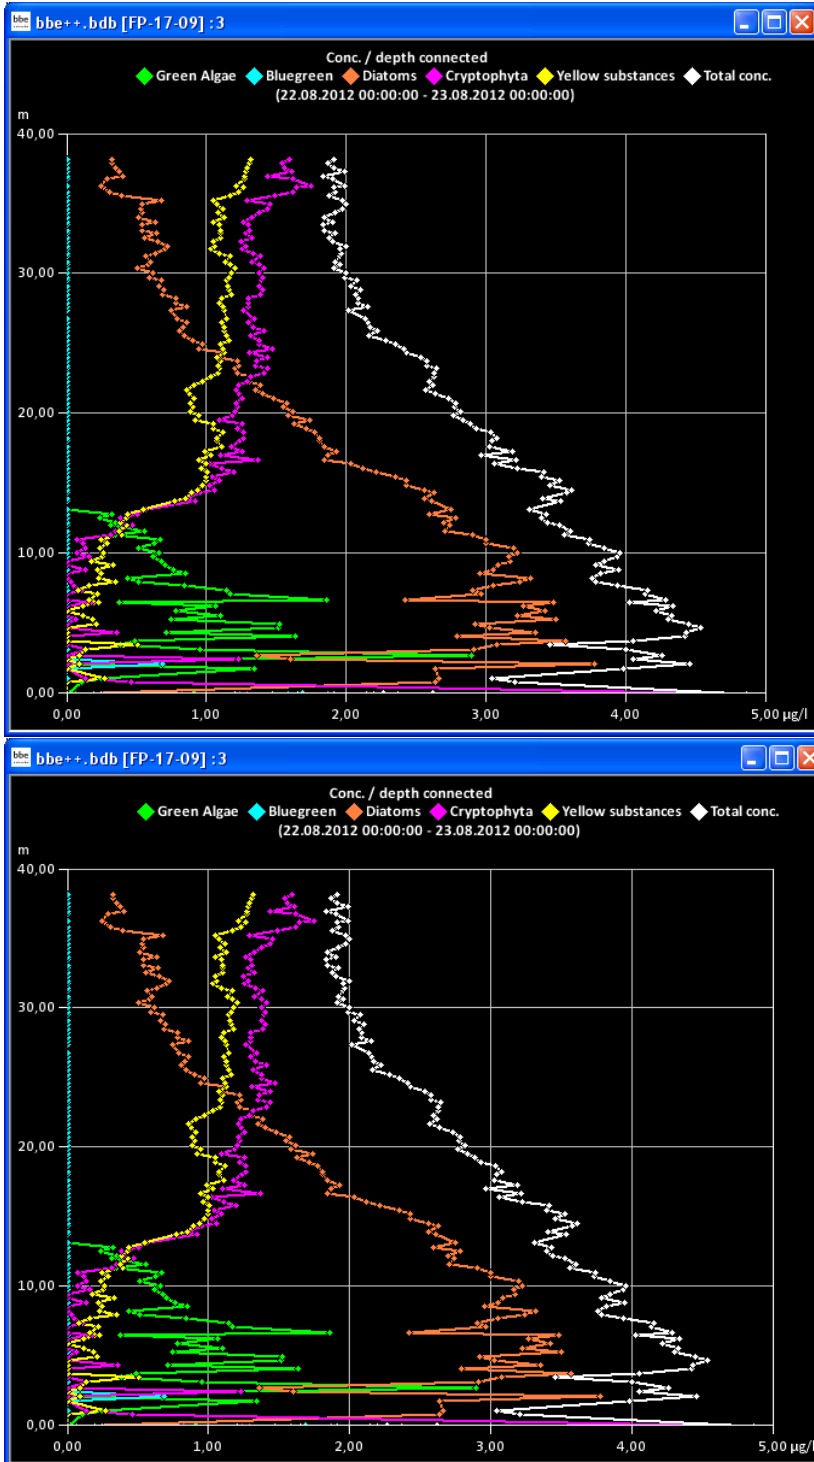 bbe bbe++.bdb [FP-17-09] :3
Conc. / depth connected
Green Algae Bluegreen Diatoms Cryptophyta Yellow substances Total conc.
(22.08.2012 00:00:00 - 23.08.2012 00:00:00)
m
40,00
30,00
20,00
10,00
0,00
0,00 1,00 2,00 3,00 4,00 5,00 µg/l
bbe bbe++.bdb [FP-17-09] :3
Conc. / depth connected
Green Algae Bluegreen Diatoms Cryptophyta Yellow substances Total conc.
(22.08.2012 00:00:00 - 23.08.2012 00:00:00)
m
40,00
30,00
20,00
10,00
0,00
0,00 1,00 2,00 3,00 4,00 5,00 µg/l